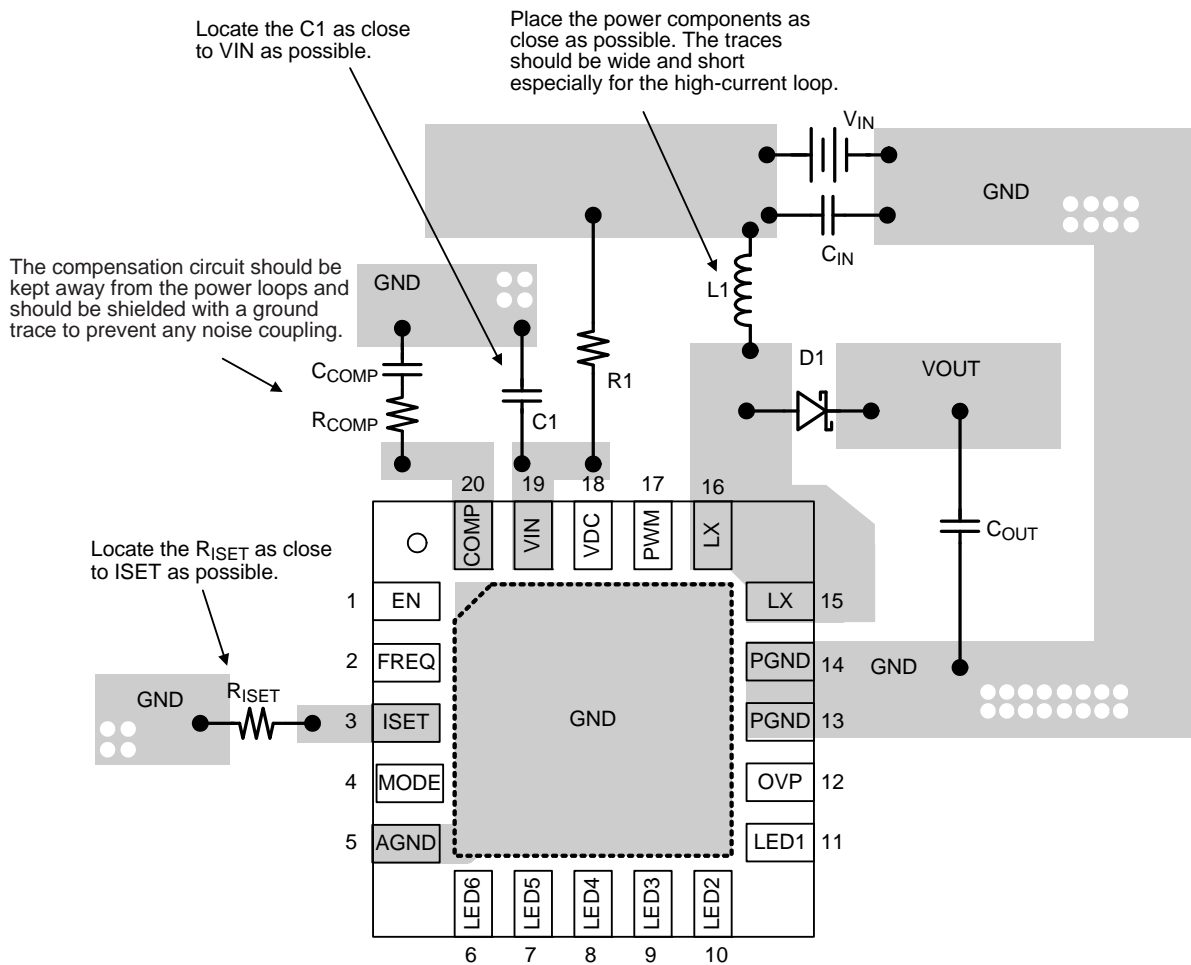 Locate the C1 as close
to VIN as possible.
Place the power components as
close as possible. The traces
should be wide and short
especially for the high-current loop.
VIN
GND
CIN
The compensation circuit should be
kept away from the power loops and
should be shielded with a ground
trace to prevent any noise coupling.
GND
L1
D1
VOUT
R1
CCOMP
RCOMP
C1
COUT
20
19
18
17
16
COMP
VIN
VDC
PWM
LX
Locate the RISET as close
to ISET as possible.
1 EN
LX 15
2 FREQ
PGND 14 GND
GND
RISET
3 ISET
GND
PGND 13
4 MODE
OVP 12
5 AGND
LED1 11
LED6
LED5
LED4
LED3
LED2
6
7
8
9
10